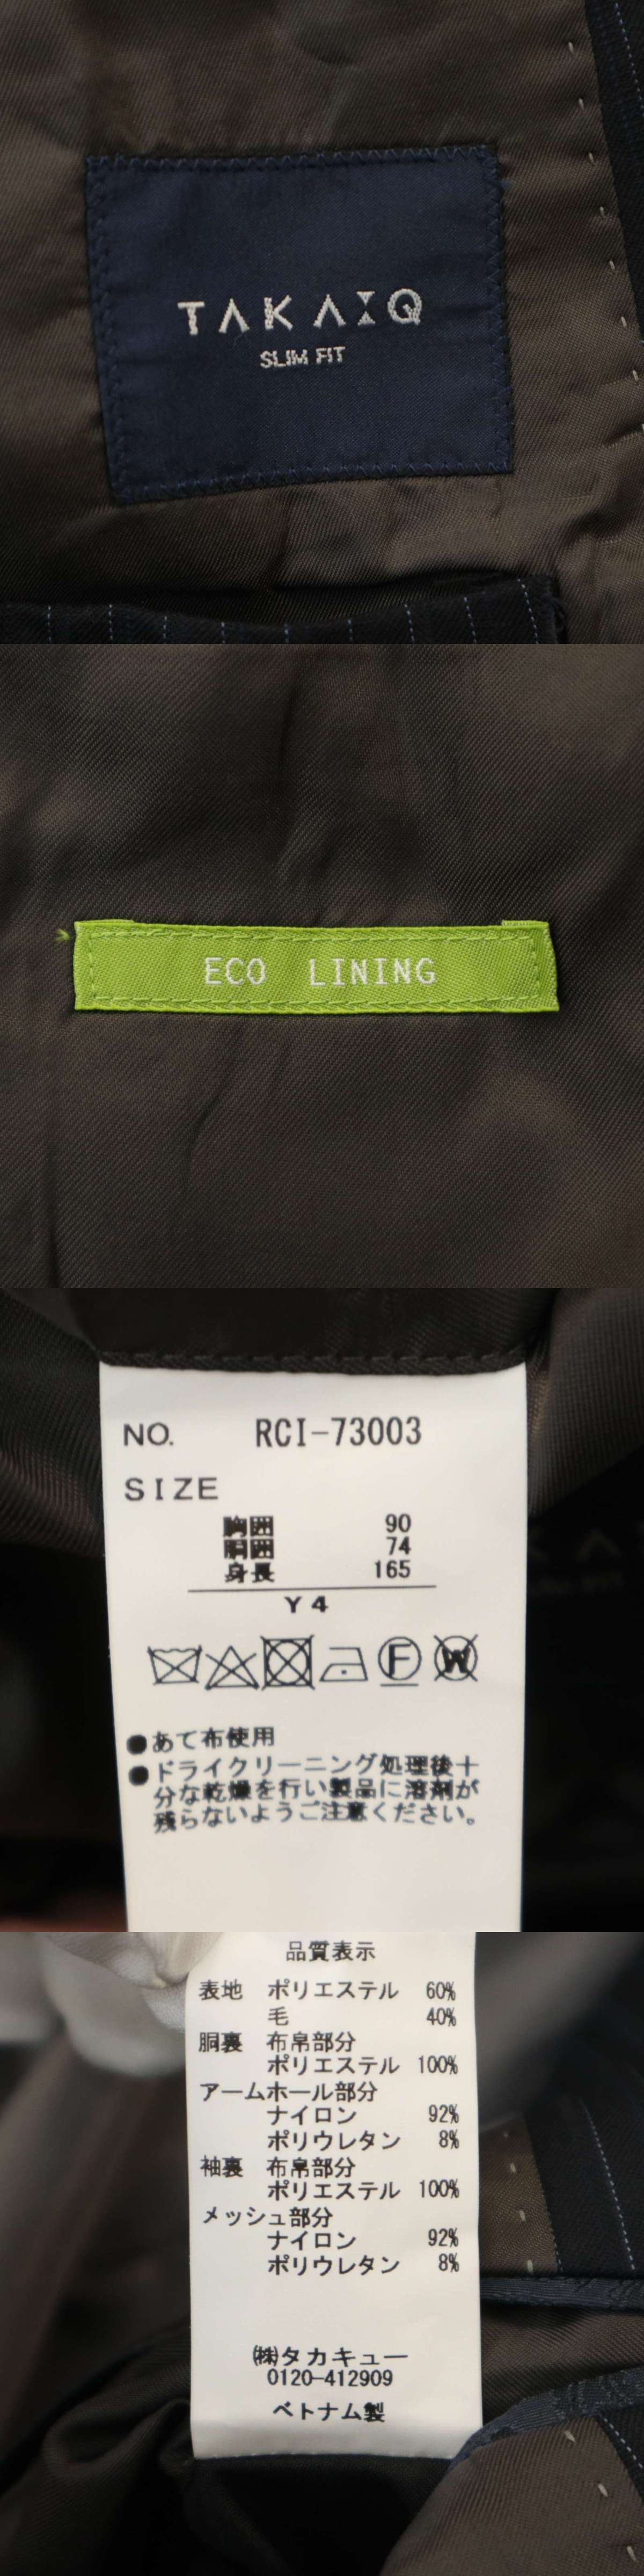 TAKAIQ
SLIM FIT
ECO LINING
NO. RCI-73003
SIZE
胸囲 90
胴囲 74
身長 165
Y4
F
W
●あて布使用
●ドライクリーニング処理後十
分な乾燥を行い製品に溶剤が
残らないようご注意ください。
品質表示
表地 ポリエステル 60%
毛 40%
胴裏 布帛部分
ポリエステル 100%
アームホール部分
ナイロン 92%
ポリウレタン 8%
袖裏 布帛部分
ポリエステル 100%
メッシュ部分
ナイロン 92%
ポリウレタン 8%
㈱タカキュー
0120-412909
ベトナム製